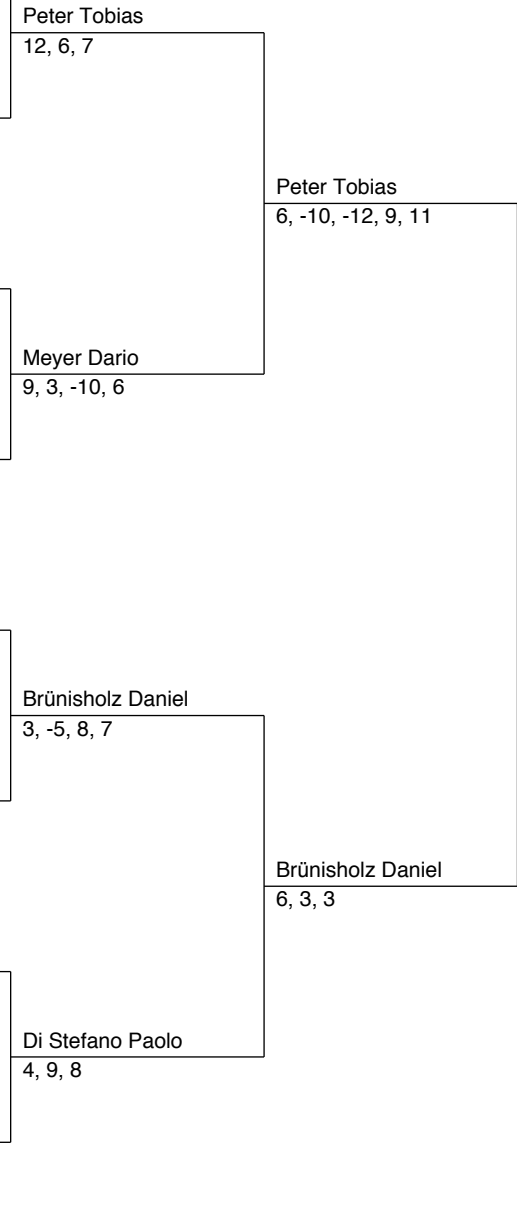 Peter Tobias
12, 6, 7
Peter Tobias
6, -10, -12, 9, 11
Meyer Dario
9, 3, -10, 6
Brünisholz Daniel
3, -5, 8, 7
Brünisholz Daniel
6, 3, 3
Di Stefano Paolo
4, 9, 8